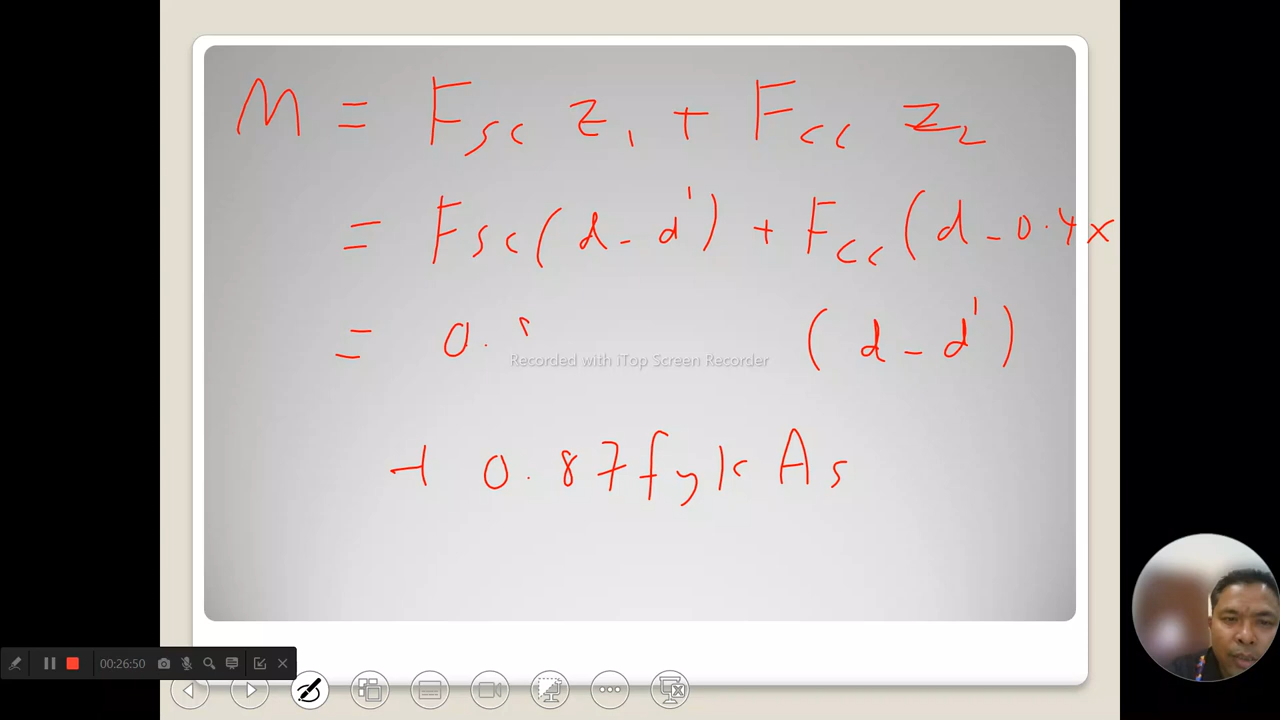 M = Fsc z1 + Fcc z2
= Fsc(d - d') + Fcc(d - 0.4x
= 0. (d - d')
Recorded with iTop Screen Recorder
+ 0.87fyk As
00:26:50